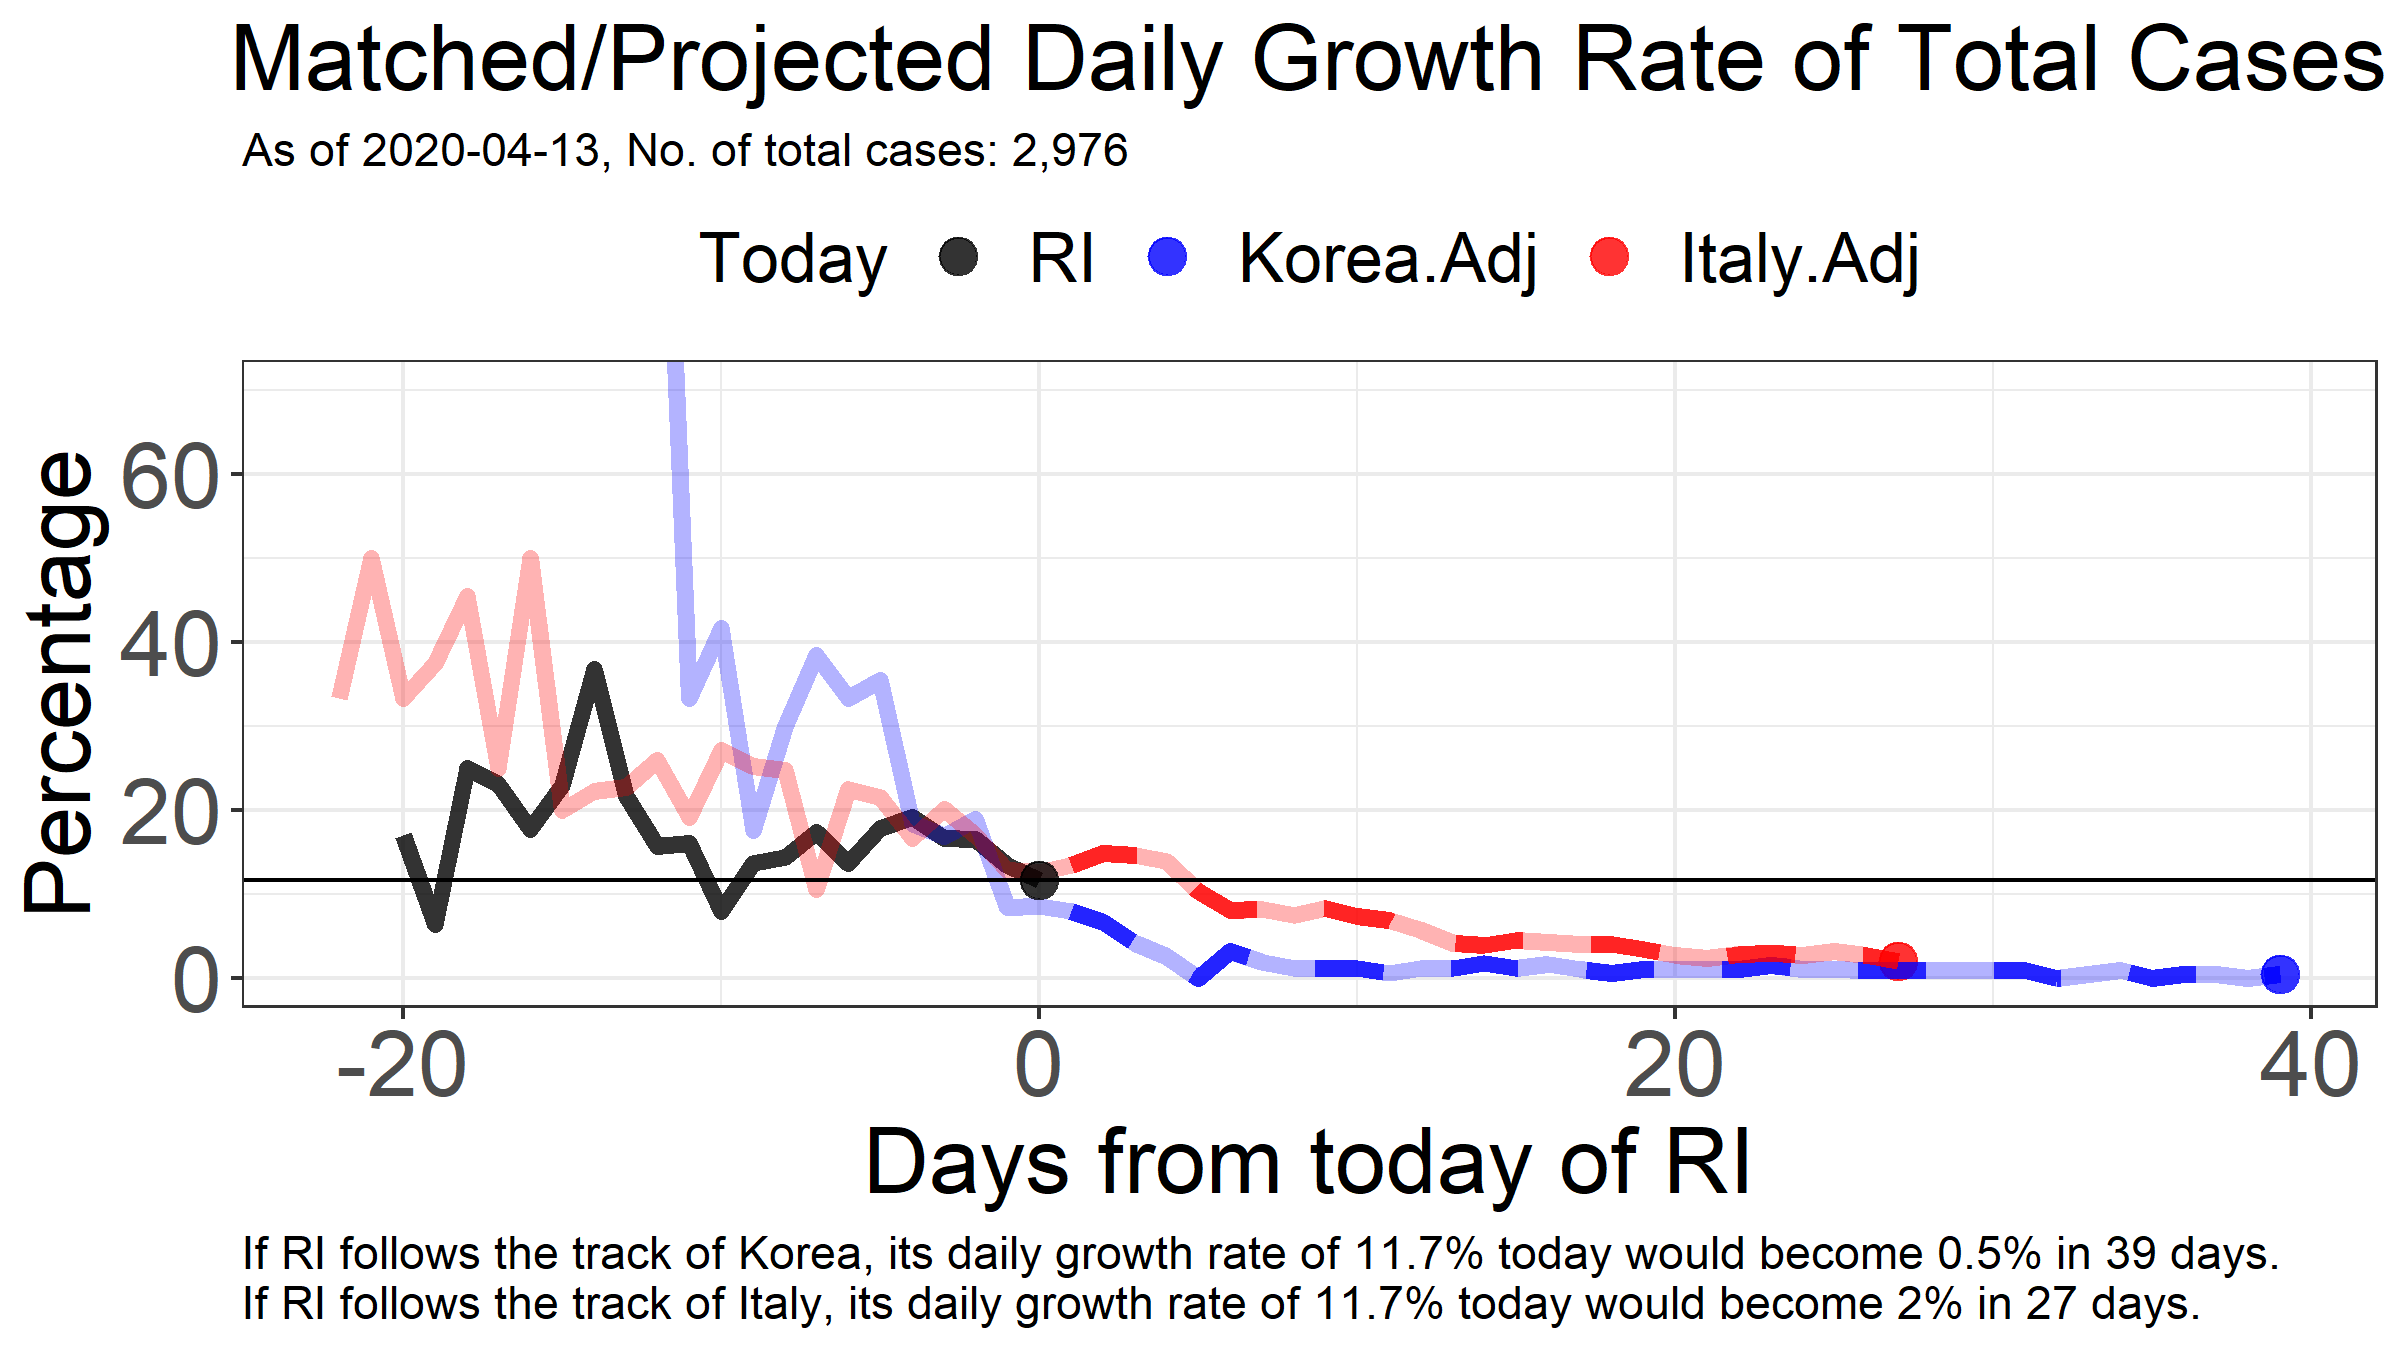 Matched/Projected Daily Growth Rate of Total Cases
As of 2020-04-13, No. of total cases: 2,976
Today RI Korea.Adj Italy.Adj
Percentage
60
40
20
0
-20 0 20 40
Days from today of RI
If RI follows the track of Korea, its daily growth rate of 11.7% today would become 0.5% in 39 days.
If RI follows the track of Italy, its daily growth rate of 11.7% today would become 2% in 27 days.